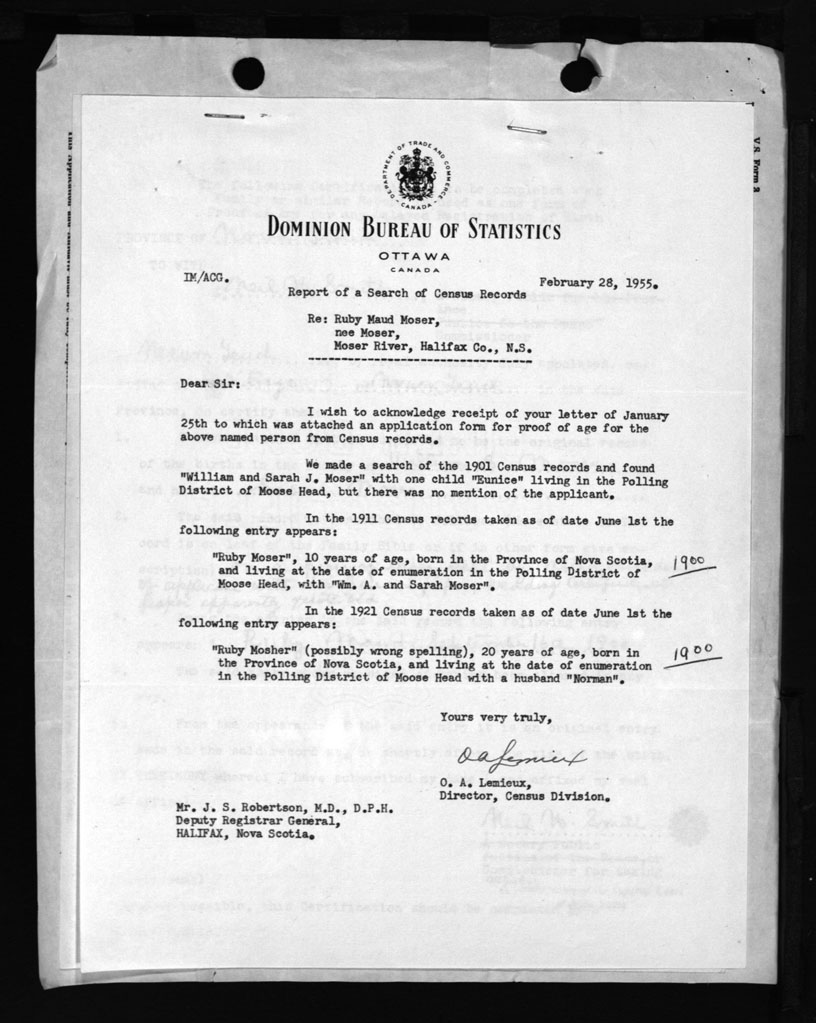 DEPARTMENT OF TRADE AND COMMERCE
CANADA
DOMINION BUREAU OF STATISTICS
OTTAWA
CANADA
IM/ACG.
February 28, 1955.
Report of a Search of Census Records
Re: Ruby Maud Moser,
nee Moser,
Moser River, Halifax Co., N.S.
Dear Sir:
I wish to acknowledge receipt of your letter of January
25th to which was attached an application form for proof of age for the
above named person from Census records.
We made a search of the 1901 Census records and found
"William and Sarah J. Moser" with one child "Eunice" living in the Polling
District of Moose Head, but there was no mention of the applicant.
In the 1911 Census records taken as of date June 1st the
following entry appears:
"Ruby Moser", 10 years of age, born in the Province of Nova Scotia,
and living at the date of enumeration in the Polling District of
Moose Head, with "Wm. A. and Sarah Moser".
1900
In the 1921 Census records taken as of date June 1st the
following entry appears:
"Ruby Mosher" (possibly wrong spelling), 20 years of age, born in
the Province of Nova Scotia, and living at the date of enumeration
in the Polling District of Moose Head with a husband "Norman".
1900
Yours very truly,
O A Lemieux
O. A. Lemieux,
Director, Census Division.
Mr. J. S. Robertson, M.D., D.P.H.
Deputy Registrar General,
HALIFAX, Nova Scotia.
V.S. Form 2